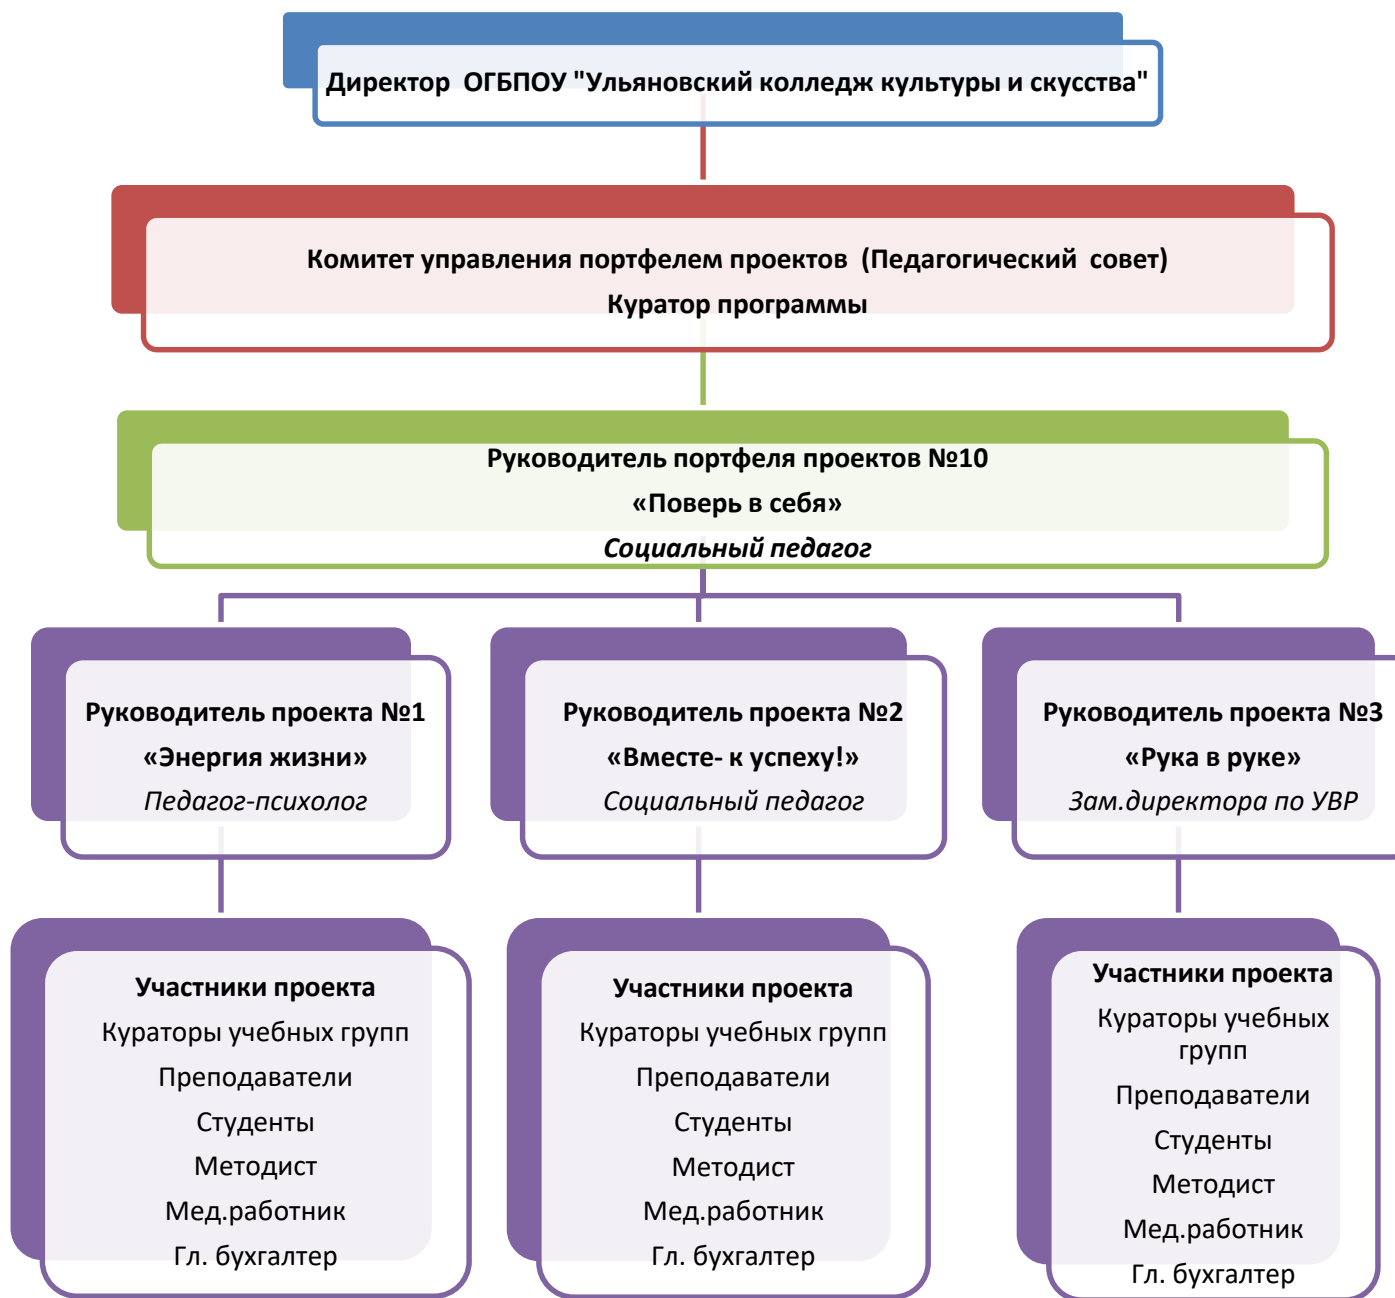 Директор  ОГБПОУ "Ульяновский колледж культуры и скусства"
Комитет управления портфелем проектов  (Педагогический  совет)
Куратор программы
Руководитель портфеля проектов №10
«Поверь в себя»
Социальный педагог
Руководитель проекта №1
«Энергия жизни»
Педагог-психолог
Руководитель проекта №2
«Вместе- к успеху!»
Социальный педагог
Руководитель проекта №3
«Рука в руке»
Зам.директора по УВР
Участники проекта
Кураторы учебных групп
Преподаватели
Студенты
Методист
Мед.работник
Гл. бухгалтер
Участники проекта
Кураторы учебных групп
Преподаватели
Студенты
Методист
Мед.работник
Гл. бухгалтер
Участники проекта
Кураторы учебных
групп
Преподаватели
Студенты
Методист
Мед.работник
Гл. бухгалтер